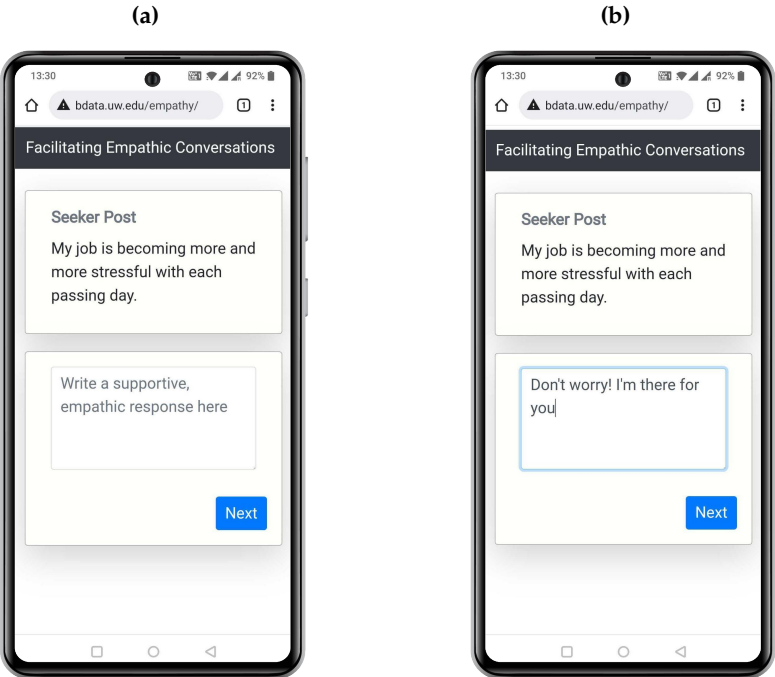 (a)
13:30
92%
bdata.uw.edu/empathy/
1
Facilitating Empathic Conversations
Seeker Post
My job is becoming more and
more stressful with each
passing day.
Write a supportive,
empathic response here
Next
(b)
13:30
92%
bdata.uw.edu/empathy/
1
Facilitating Empathic Conversations
Seeker Post
My job is becoming more and
more stressful with each
passing day.
Don't worry! I'm there for
you
Next